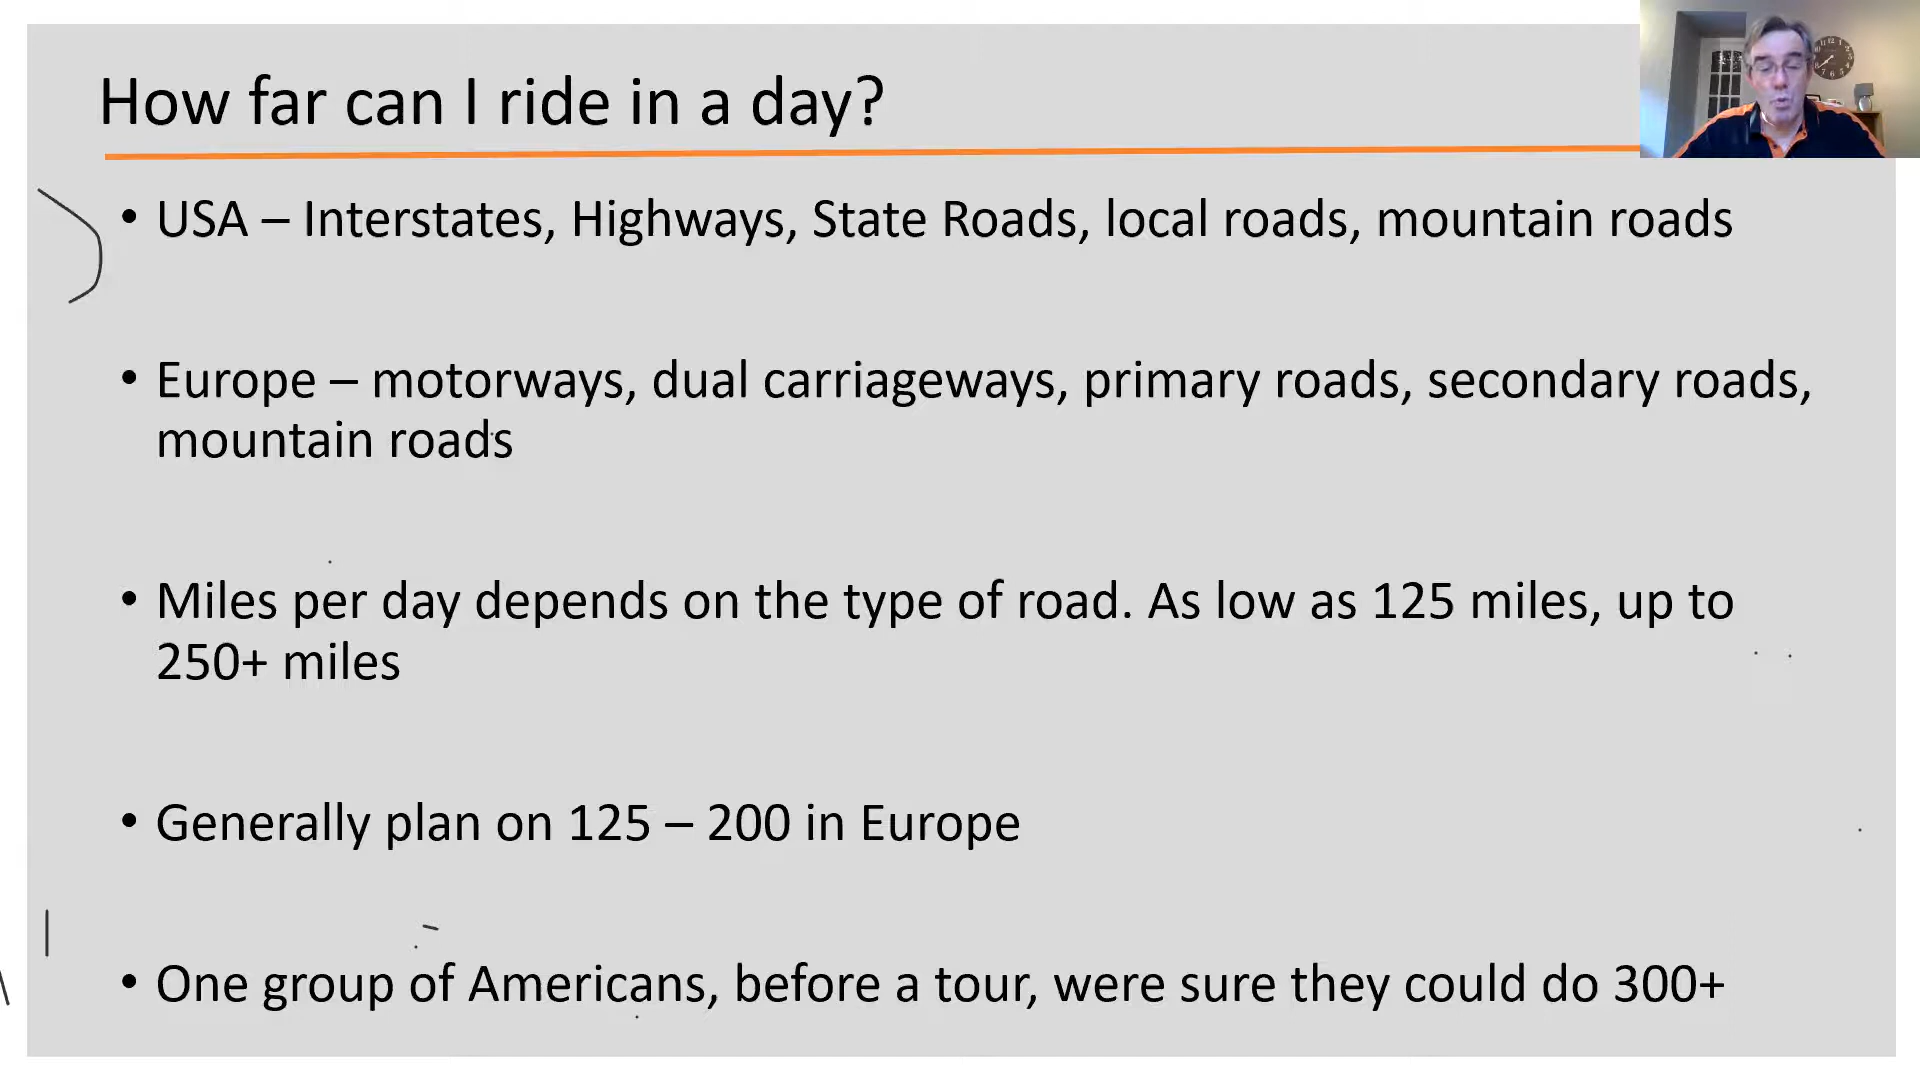 How far can I ride in a day?
• USA – Interstates, Highways, State Roads, local roads, mountain roads
• Europe – motorways, dual carriageways, primary roads, secondary roads,
mountain roads
• Miles per day depends on the type of road. As low as 125 miles, up to
250+ miles
• Generally plan on 125 – 200 in Europe
• One group of Americans, before a tour, were sure they could do 300+